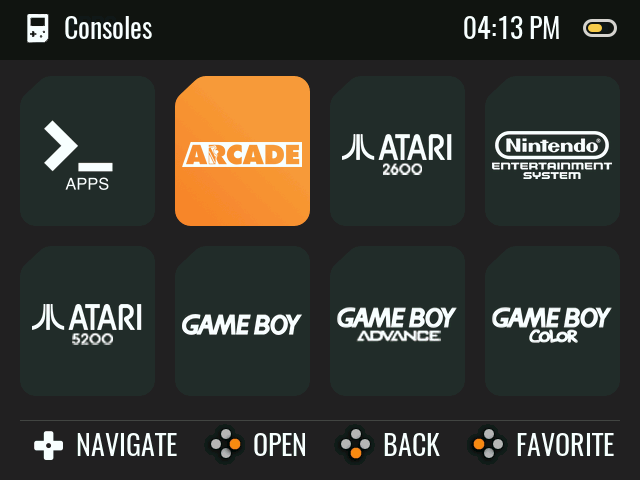 Consoles
04:13 PM
APPS
ARCADE
ATARI
2600
Nintendo®
ENTERTAINMENT
SYSTEM
ATARI
5200
GAME BOY
GAME BOY
ADVANCE
GAME BOY
COLOR
NAVIGATE
OPEN
BACK
FAVORITE